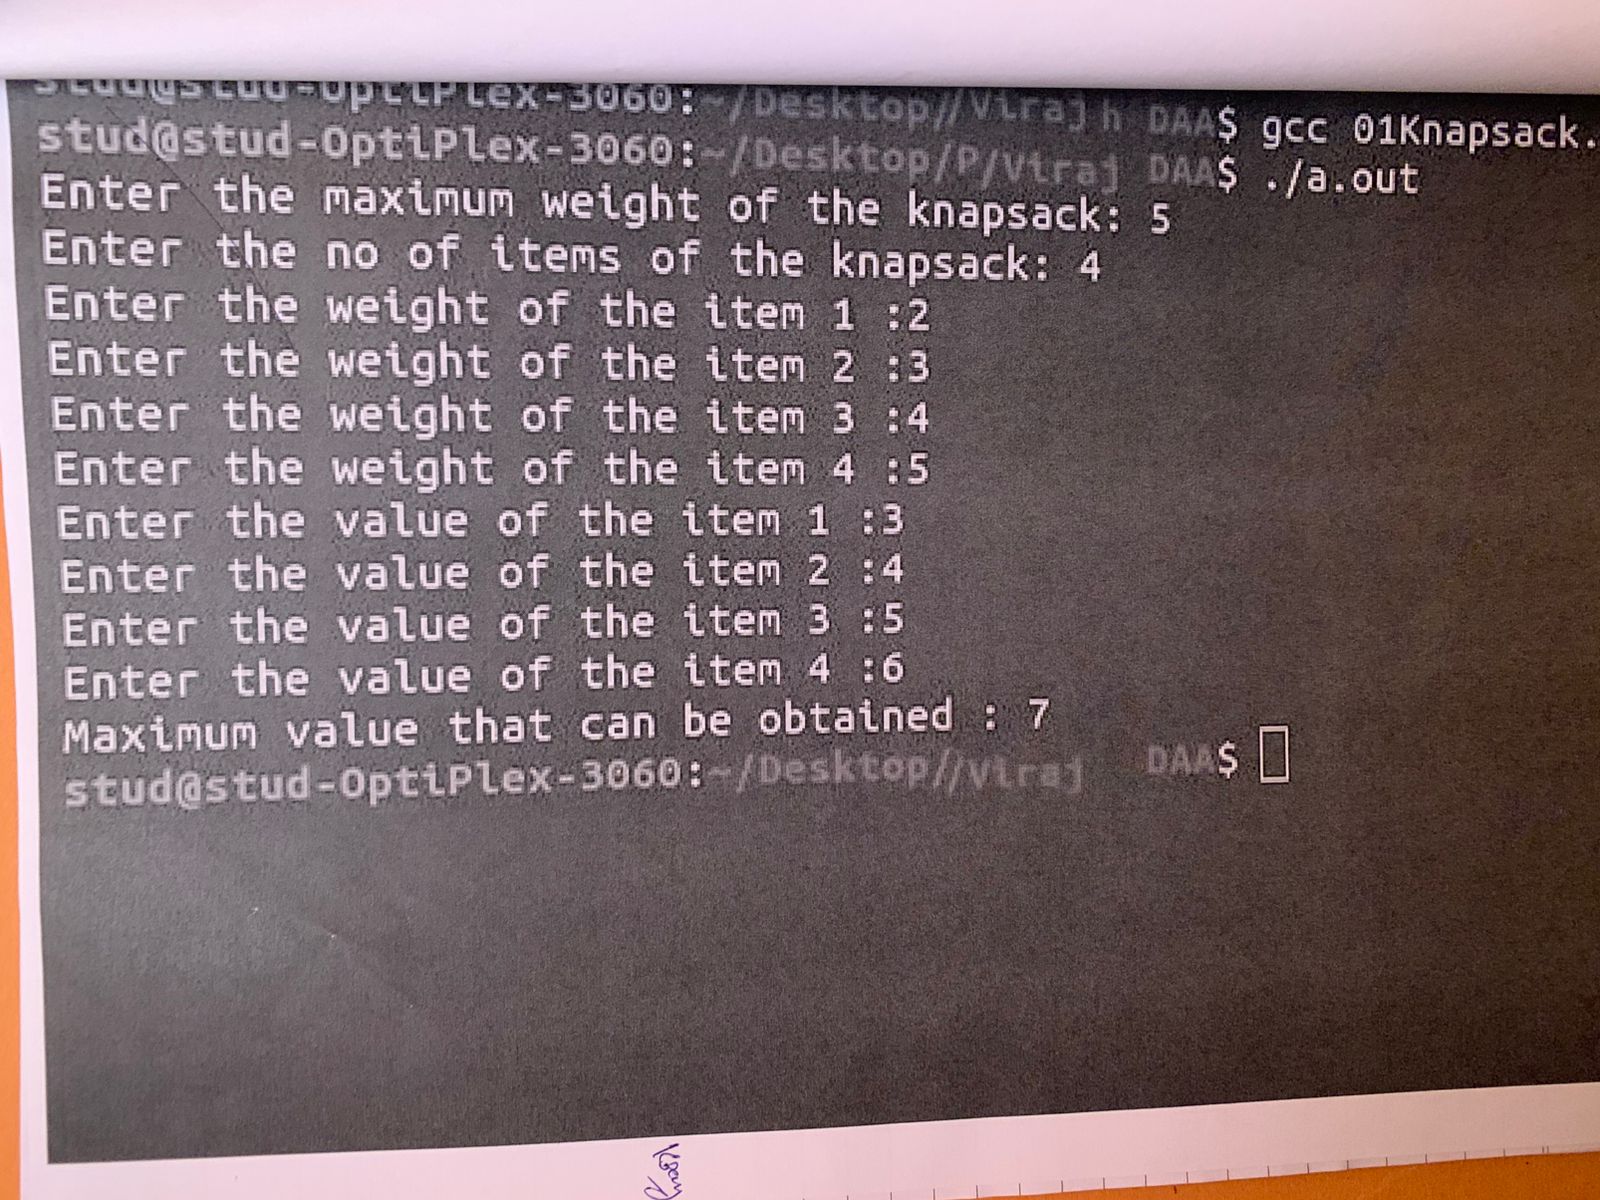 stud@stud-OptiPlex-3060:~/Desktop//Viraj h DAA$ gcc 01Knapsack.
stud@stud-OptiPlex-3060:~/Desktop/P/Viraj DAA$ ./a.out
Enter the maximum weight of the knapsack: 5
Enter the no of items of the knapsack: 4
Enter the weight of the item 1 :2
Enter the weight of the item 2 :3
Enter the weight of the item 3 :4
Enter the weight of the item 4 :5
Enter the value of the item 1 :3
Enter the value of the item 2 :4
Enter the value of the item 3 :5
Enter the value of the item 4 :6
Maximum value that can be obtained : 7
stud@stud-OptiPlex-3060:~/Desktop//Viraj DAA$